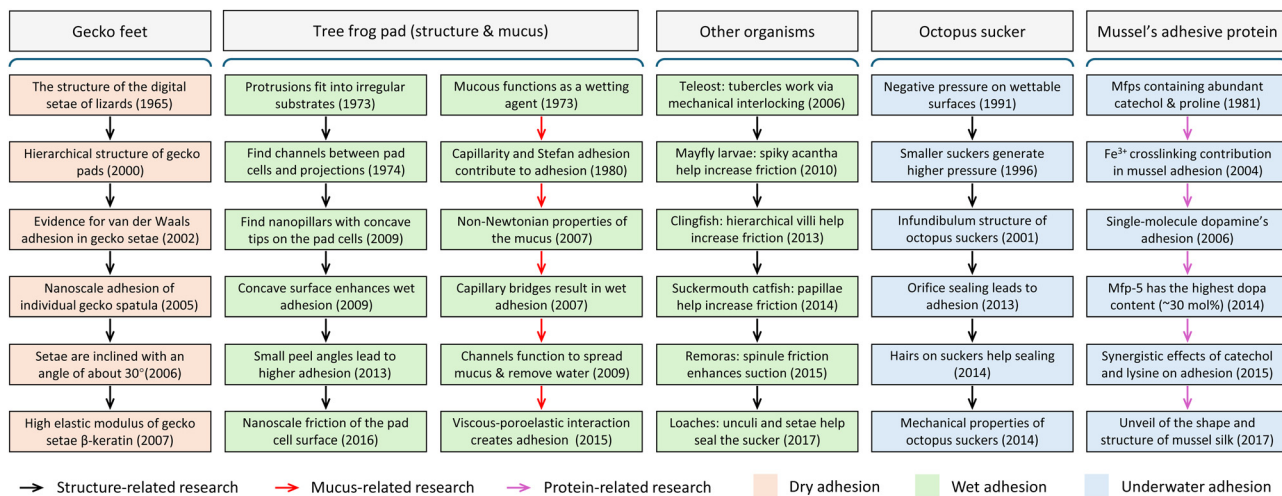 Gecko feet
Tree frog pad (structure & mucus)
Other organisms
Octopus sucker
Mussel's adhesive protein
The structure of the digital
setae of lizards (1965)
Hierarchical structure of gecko
pads (2000)
Evidence for van der Waals
adhesion in gecko setae (2002)
Nanoscale adhesion of
individual gecko spatula (2005)
Setae are inclined with an
angle of about 30°(2006)
High elastic modulus of gecko
setae β-keratin (2007)
Protrusions fit into irregular
substrates (1973)
Find channels between pad
cells and projections (1974)
Find nanopillars with concave
tips on the pad cells (2009)
Concave surface enhances
wet adhesion (2009)
Small peel angles lead to
higher adhesion (2013)
Nanoscale friction of the pad
cell surface (2016)
Mucous functions as a wetting
agent (1973)
Capillarity and Stefan adhesion
contribute to adhesion (1980)
Non-Newtonian properties of
the mucus (2007)
Capillary bridges result in wet
adhesion (2007)
Channels function to spread
mucus & remove water (2009)
Viscous-poroelastic interaction
creates adhesion (2015)
Teleost: tubercles work via
mechanical interlocking (2006)
Mayfly larvae: spiky acantha
help increase friction (2010)
Clingfish: hierarchical villi help
increase friction (2013)
Suckermouth catfish: papillae
help increase friction (2014)
Remoras: spinule friction
enhances suction (2015)
Loaches: unculi and setae help
seal the sucker (2017)
Negative pressure on wettable
surfaces (1991)
Smaller suckers generate
higher pressure (1996)
Infundibulum structure of
octopus suckers (2001)
Orifice sealing leads to
adhesion (2013)
Hairs on suckers help sealing
(2014)
Mechanical properties of
octopus suckers (2014)
Mfps containing abundant
catechol & proline (1981)
Fe³⁺ crosslinking contribution
in mussel adhesion (2004)
Single-molecule dopamine's
adhesion (2006)
Mfp-5 has the highest dopa
content (~30 mol%) (2014)
Synergistic effects of catechol
and lysine on adhesion (2015)
Unveil of the shape and
structure of mussel silk (2017)
Structure-related research
Mucus-related research
Protein-related research
Dry adhesion
Wet adhesion
Underwater adhesion